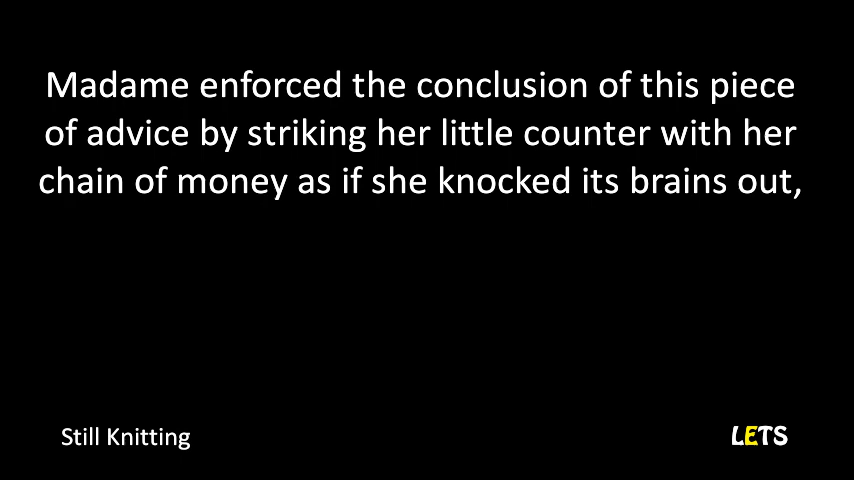 Madame enforced the conclusion of this piece
of advice by striking her little counter with her
chain of money as if she knocked its brains out,
Still Knitting
LETS